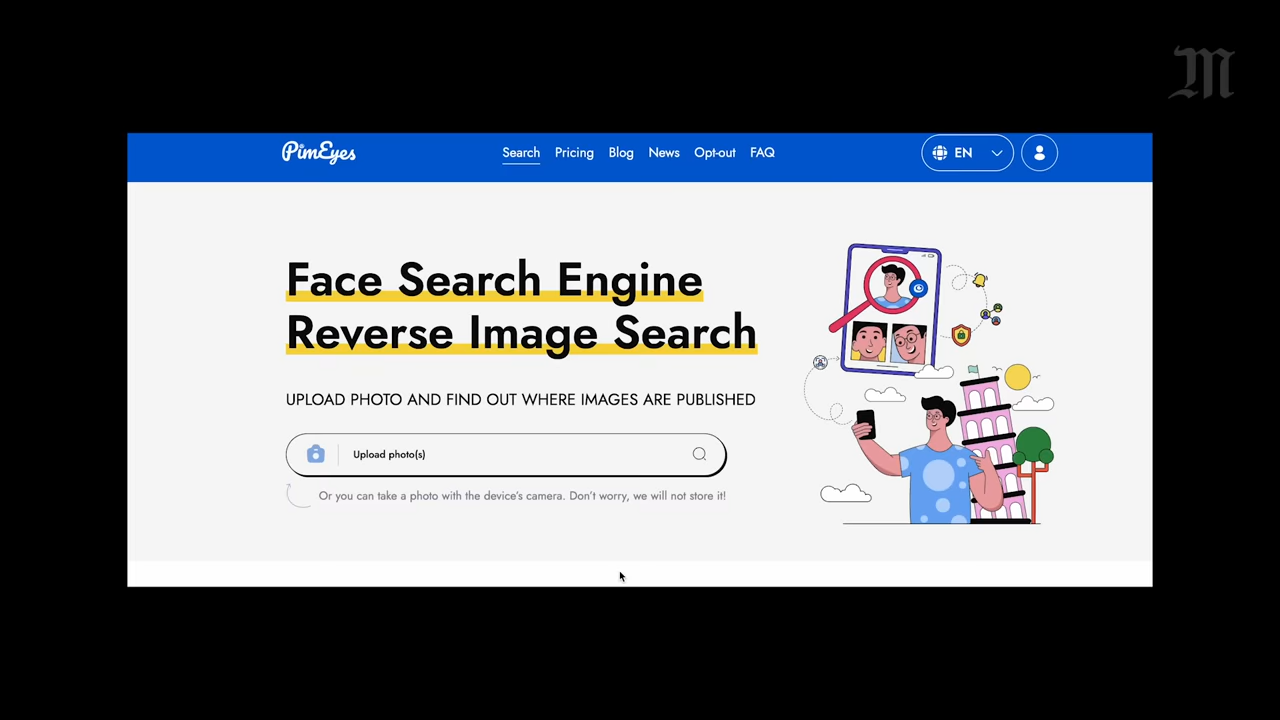 M
PimEyes
Search Pricing Blog News Opt-out FAQ
EN
Face Search Engine
Reverse Image Search
UPLOAD PHOTO AND FIND OUT WHERE IMAGES ARE PUBLISHED
Upload photo(s)
Or you can take a photo with the device's camera. Don't worry, we will not store it!